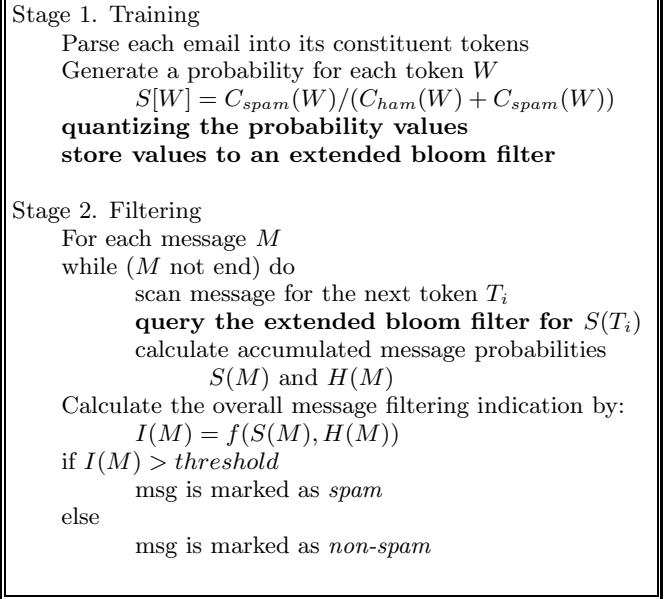 Stage 1. Training
Parse each email into its constituent tokens
Generate a probability for each token W
S[W] = C_spam(W)/(C_ham(W) + C_spam(W))
quantizing the probability values
store values to an extended bloom filter
Stage 2. Filtering
For each message M
while (M not end) do
scan message for the next token T_i
query the extended bloom filter for S(T_i)
calculate accumulated message probabilities
S(M) and H(M)
Calculate the overall message filtering indication by:
I(M) = f(S(M), H(M))
if I(M) > threshold
msg is marked as spam
else
msg is marked as non-spam